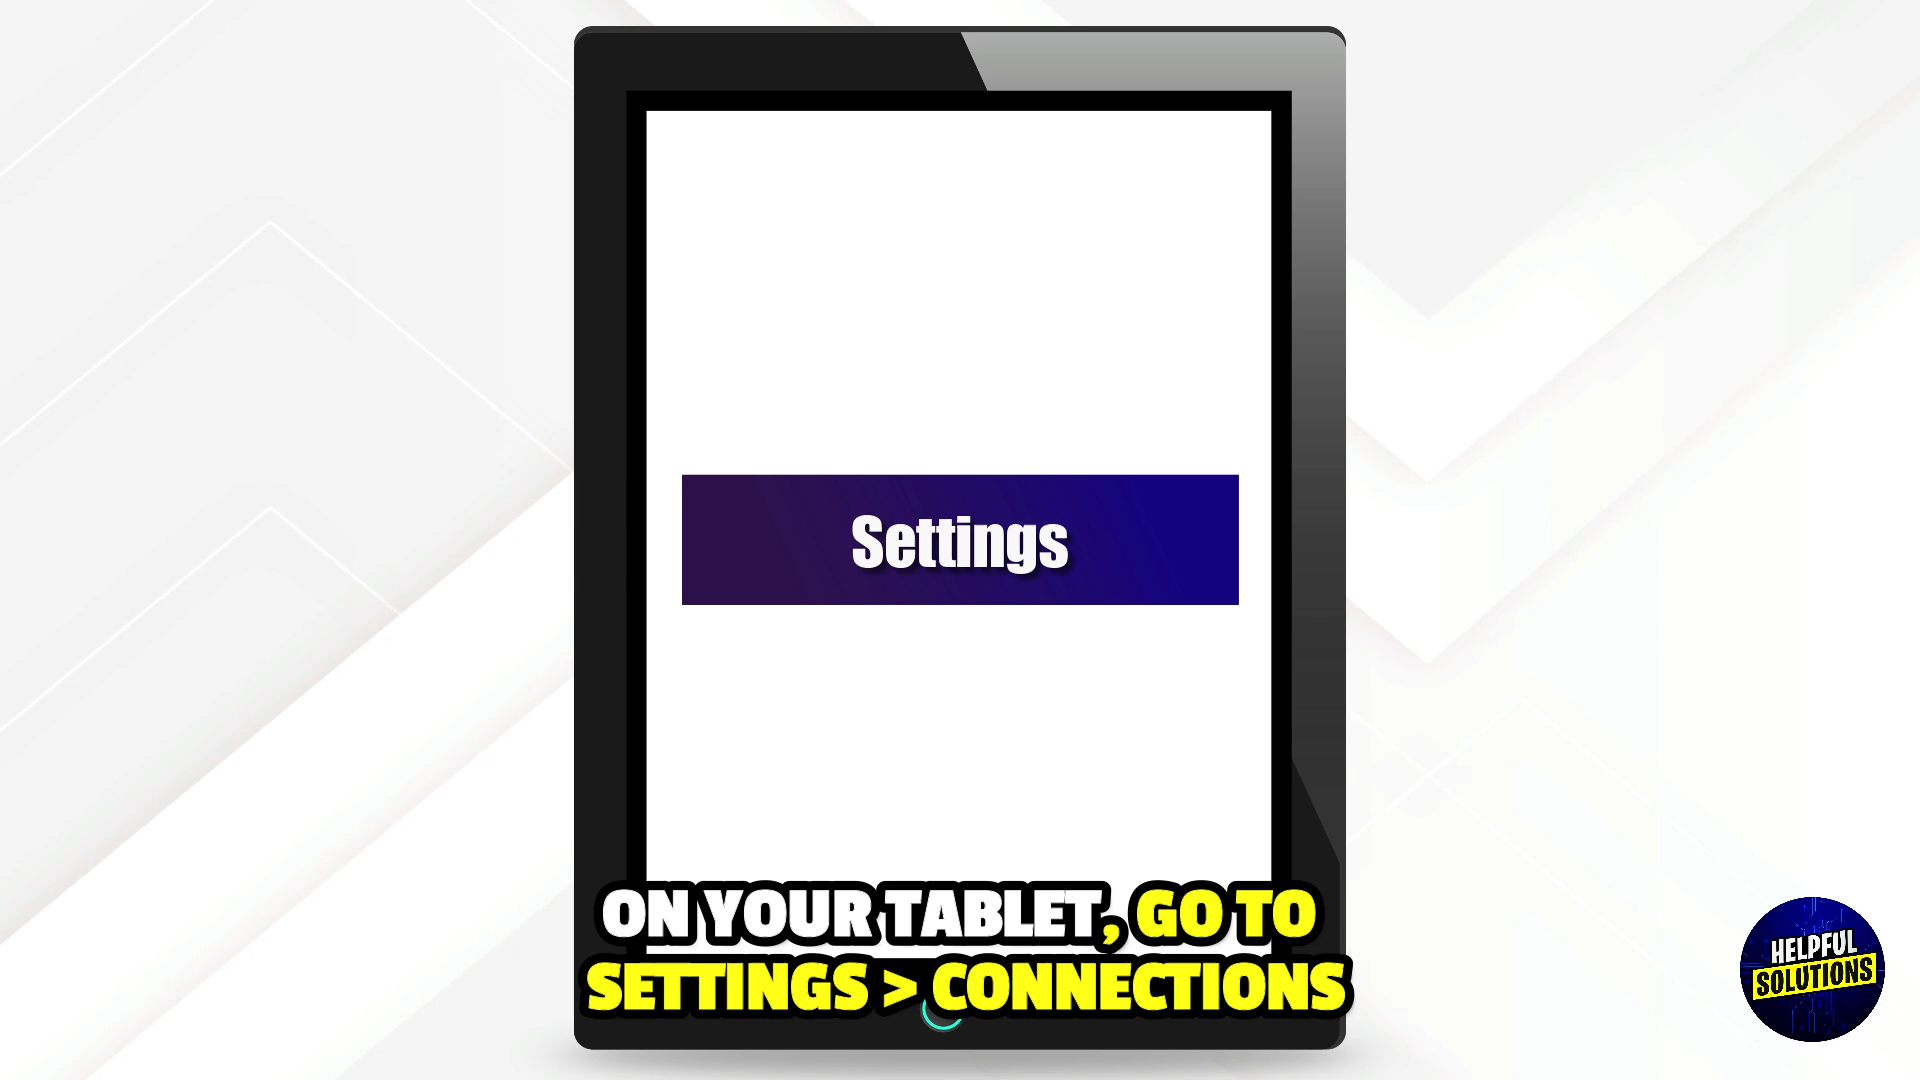 Settings
ON YOUR TABLET, GO TO
SETTINGS > CONNECTIONS
HELPFUL
SOLUTIONS